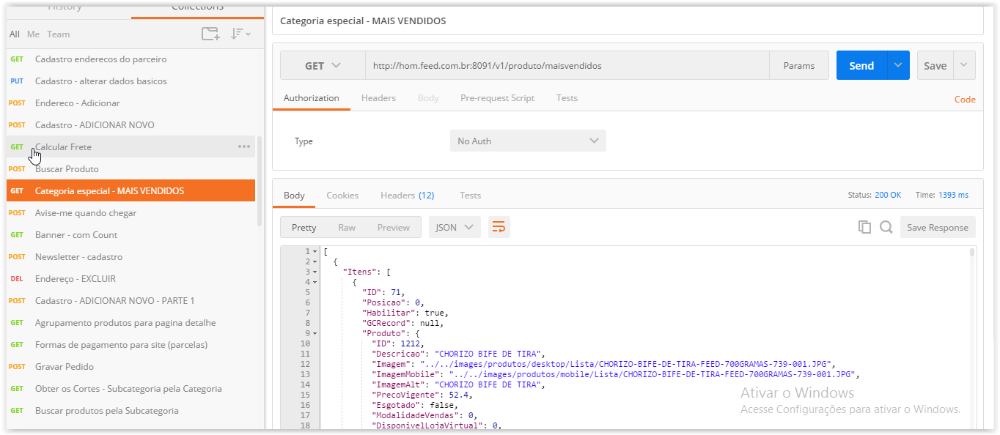 History Collections
All Me Team
GET Cadastro enderecos do parceiro
PUT Cadastro - alterar dados basicos
POST Endereco - Adicionar
POST Cadastro - ADICIONAR NOVO
GET Calcular Frete
POST Buscar Produto
GET Categoria especial - MAIS VENDIDOS
POST Avise-me quando chegar
GET Banner - com Count
POST Newsletter - cadastro
DEL Endereço - EXCLUIR
POST Cadastro - ADICIONAR NOVO - PARTE 1
GET Agrupamento produtos para pagina detalhe
GET Formas de pagamento para site (parcelas)
POST Gravar Pedido
GET Obter os Cortes - Subcategoria pela Categoria
GET Buscar produtos pela Subcategoria
Categoria especial - MAIS VENDIDOS
GET http://hom.feed.com.br:8091/v1/produto/maisvendidos Params Send Save
Authorization Headers Body Pre-request Script Tests Code
Type No Auth
Body Cookies Headers (12) Tests Status: 200 OK Time: 1393 ms
Pretty Raw Preview JSON Save Response
1 [
2 {
3 "Itens": [
4 {
5 "ID": 71,
6 "Posicao": 0,
7 "Habilitar": true,
8 "GCRecord": null,
9 "Produto": {
10 "ID": 1212,
11 "Descricao": "CHORIZO BIFE DE TIRA",
12 "Imagem": "../../images/produtos/desktop/Lista/CHORIZO-BIFE-DE-TIRA-FEED-700GRAMAS-739-001.JPG",
13 "ImagemMobile": "../../images/produtos/mobile/Lista/CHORIZO-BIFE-DE-TIRA-FEED-700GRAMAS-739-001.JPG",
14 "ImagemAlt": "CHORIZO BIFE DE TIRA",
15 "PrecoVigente": 52.4,
16 "Esgotado": false,
17 "ModalidadeVendas": 0,
18 "DisponivelLojaVirtual": 0,
Ativar o Windows
Acesse Configurações para ativar o Windows.